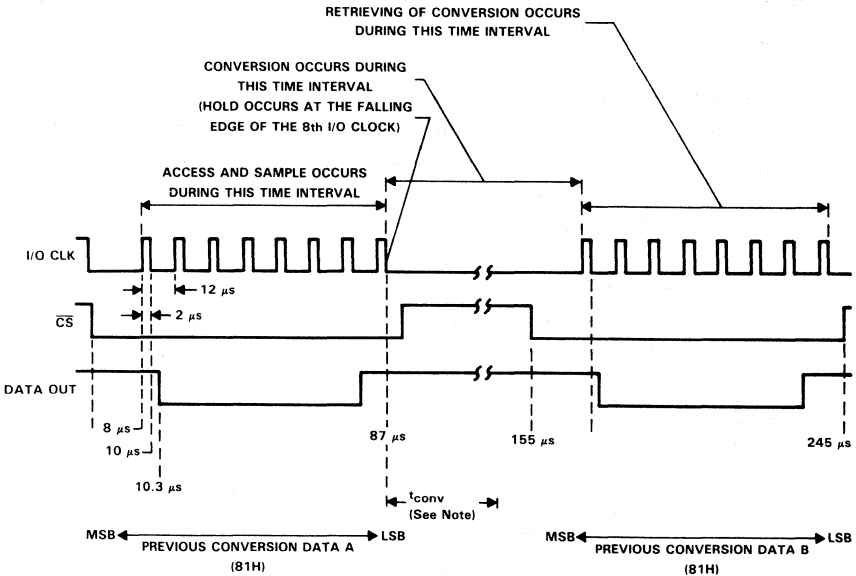 RETRIEVING OF CONVERSION OCCURS
DURING THIS TIME INTERVAL
CONVERSION OCCURS DURING
THIS TIME INTERVAL
(HOLD OCCURS AT THE FALLING
EDGE OF THE 8th I/O CLOCK)
ACCESS AND SAMPLE OCCURS
DURING THIS TIME INTERVAL
I/O CLK
12 μs
2 μs
CS
DATA OUT
8 μs
10 μs
10.3 μs
87 μs
155 μs
245 μs
tconv
(See Note)
MSB
LSB
PREVIOUS CONVERSION DATA A
(81H)
MSB
LSB
PREVIOUS CONVERSION DATA B
(81H)